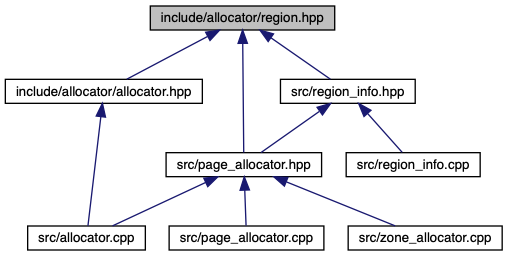 include/allocator/region.hpp
include/allocator/allocator.hpp
src/region_info.hpp
src/page_allocator.hpp
src/region_info.cpp
src/allocator.cpp
src/page_allocator.cpp
src/zone_allocator.cpp